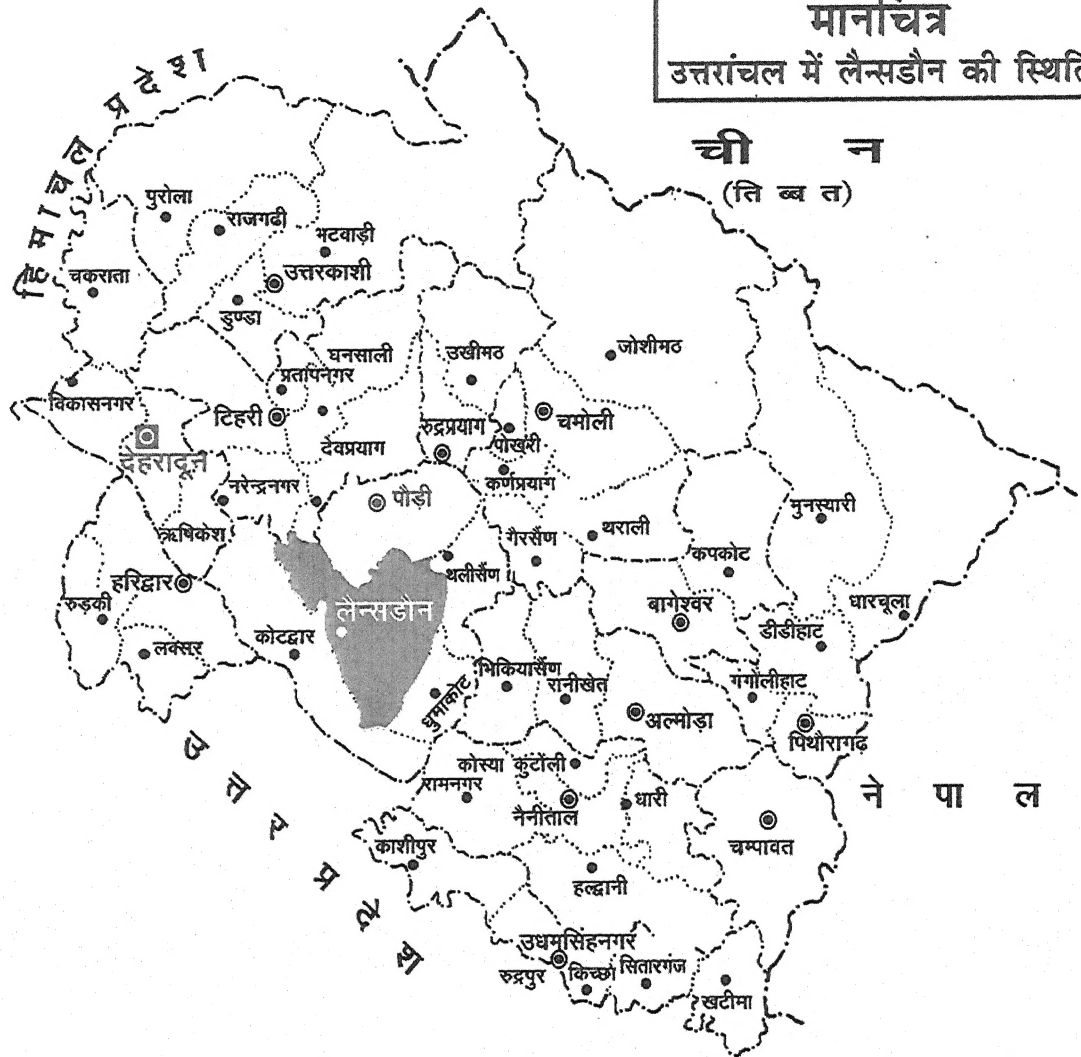 मानचित्र
उत्तरांचल में लैन्सडौन की स्थिति
हिमाचल प्रदेश
ची न
(ति ब्ब त)
पुरोला
राजगढी
भटवाड़ी
उत्तरकाशी
चकराता
डुण्डा
घनसाली
उखीमठ
जोशीमठ
प्रतापनगर
विकासनगर
टिहरी
चमोली
रुद्रप्रयाग
पोखरी
देवप्रयाग
देहरादून
कर्णप्रयाग
नरेन्द्रनगर
पौड़ी
मुनस्यारी
ऋषिकेश
गैरसैंण
थराली
कपकोट
थलीसैंण
हरिद्वार
रुड़की
लैन्सडौन
बागेश्वर
धारचूला
डीडीहाट
लक्सर
कोटद्वार
भिकियासैंण
रानीखेत
गंगोलीहाट
धुमाकोट
अल्मोड़ा
पिथौरागढ़
कोस्या कुटोंली
रामनगर
नैनीताल
धारी
ने पा ल
उत्तर प्रदेश
चम्पावत
काशीपुर
हल्द्वानी
उधमसिंहनगर
रुद्रपुर
किच्छा
सितारगंज
खटीमा